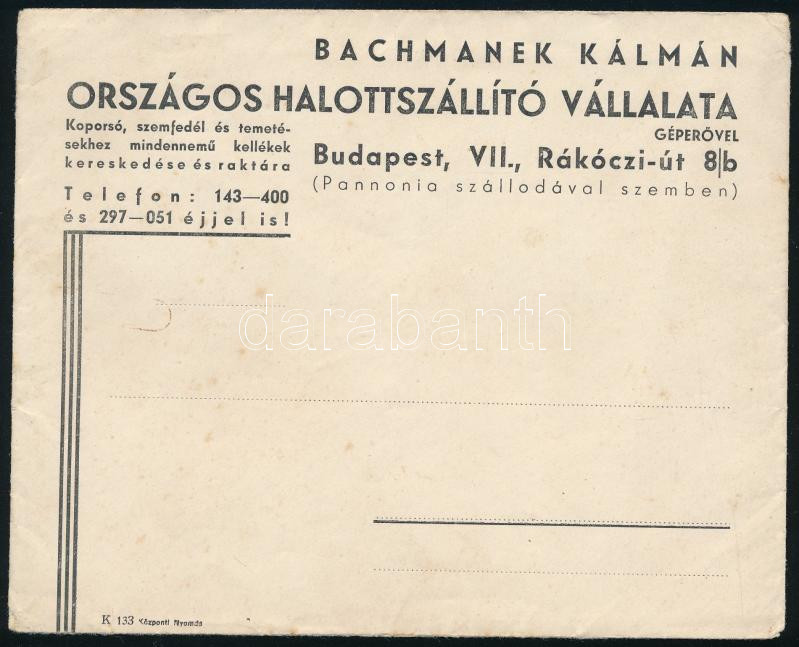 BACHMANEK KÁLMÁN
ORSZÁGOS HALOTTSZÁLLÍTÓ VÁLLALATA
GÉPERŐVEL
Koporsó, szemfedél és temeté-
sekhez mindennemű kellékek
kereskedése és raktára
Telefon: 143—400
és 297—051 éjjel is!
Budapest, VII., Rákóczi-út 8/b
(Pannonia szállodával szemben)
darabanth
K 133 Központi Nyomda